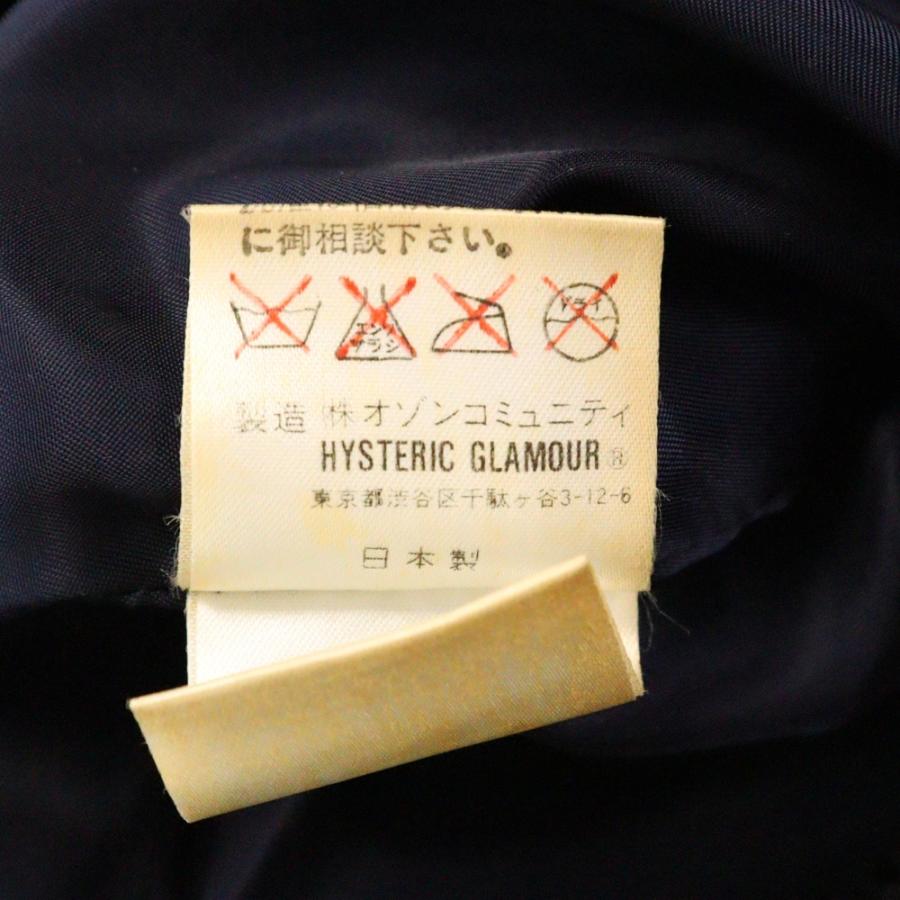 に御相談下さい。
エンソ サラシ ドライ
製造 (株オゾンコミュニティ
HYSTERIC GLAMOUR®
東京都渋谷区千駄ヶ谷3-12-6
日本製